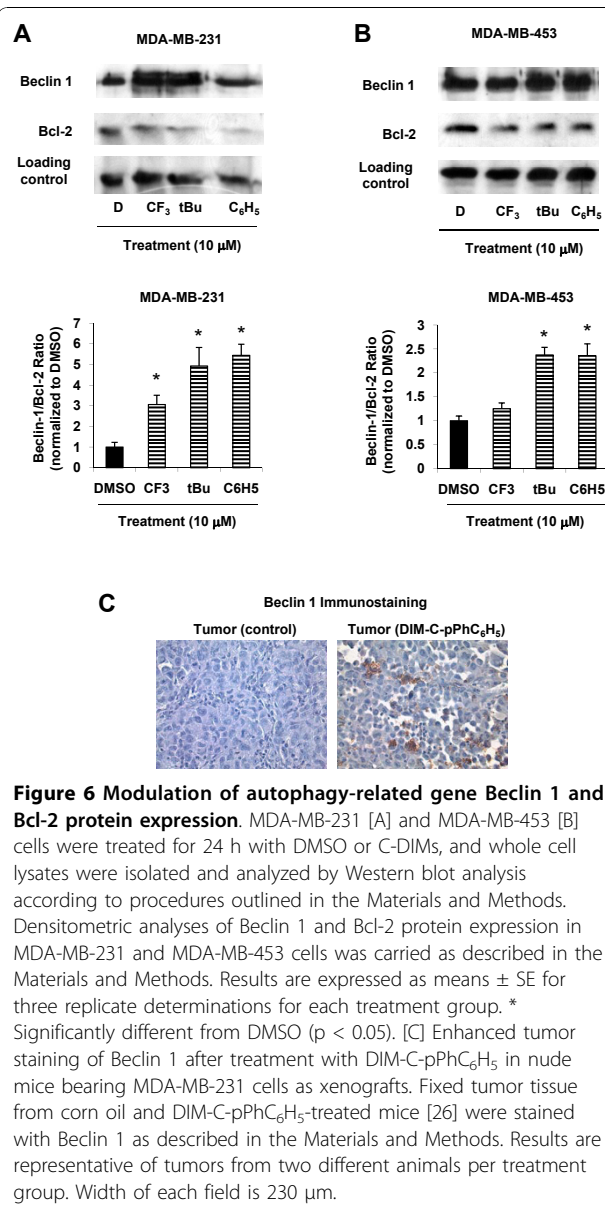 A
MDA-MB-231
Beclin 1
Bcl-2
Loading
control
D CF₃ tBu C₆H₅
Treatment (10 µM)
MDA-MB-231
Beclin-1/Bcl-2 Ratio
(normalized to DMSO)
7
6
5
4
3
2
1
0
* * *
DMSO CF3 tBu C6H5
Treatment (10 µM)
B
MDA-MB-453
Beclin 1
Bcl-2
Loading
control
D CF₃ tBu C₆H₅
Treatment (10 µM)
MDA-MB-453
Beclin-1/Bcl-2 Ratio
(normalized to DMSO)
3
2.5
2
1.5
1
0.5
0
* *
DMSO CF3 tBu C6H5
Treatment (10 µM)
C
Beclin 1 Immunostaining
Tumor (control) Tumor (DIM-C-pPhC₆H₅)
Figure 6 Modulation of autophagy-related gene Beclin 1 and
Bcl-2 protein expression. MDA-MB-231 [A] and MDA-MB-453 [B]
cells were treated for 24 h with DMSO or C-DIMs, and whole cell
lysates were isolated and analyzed by Western blot analysis
according to procedures outlined in the Materials and Methods.
Densitometric analyses of Beclin 1 and Bcl-2 protein expression in
MDA-MB-231 and MDA-MB-453 cells was carried as described in the
Materials and Methods. Results are expressed as means ± SE for
three replicate determinations for each treatment group. *
Significantly different from DMSO (p < 0.05). [C] Enhanced tumor
staining of Beclin 1 after treatment with DIM-C-pPhC₆H₅ in nude
mice bearing MDA-MB-231 cells as xenografts. Fixed tumor tissue
from corn oil and DIM-C-pPhC₆H₅-treated mice [26] were stained
with Beclin 1 as described in the Materials and Methods. Results are
representative of tumors from two different animals per treatment
group. Width of each field is 230 µm.